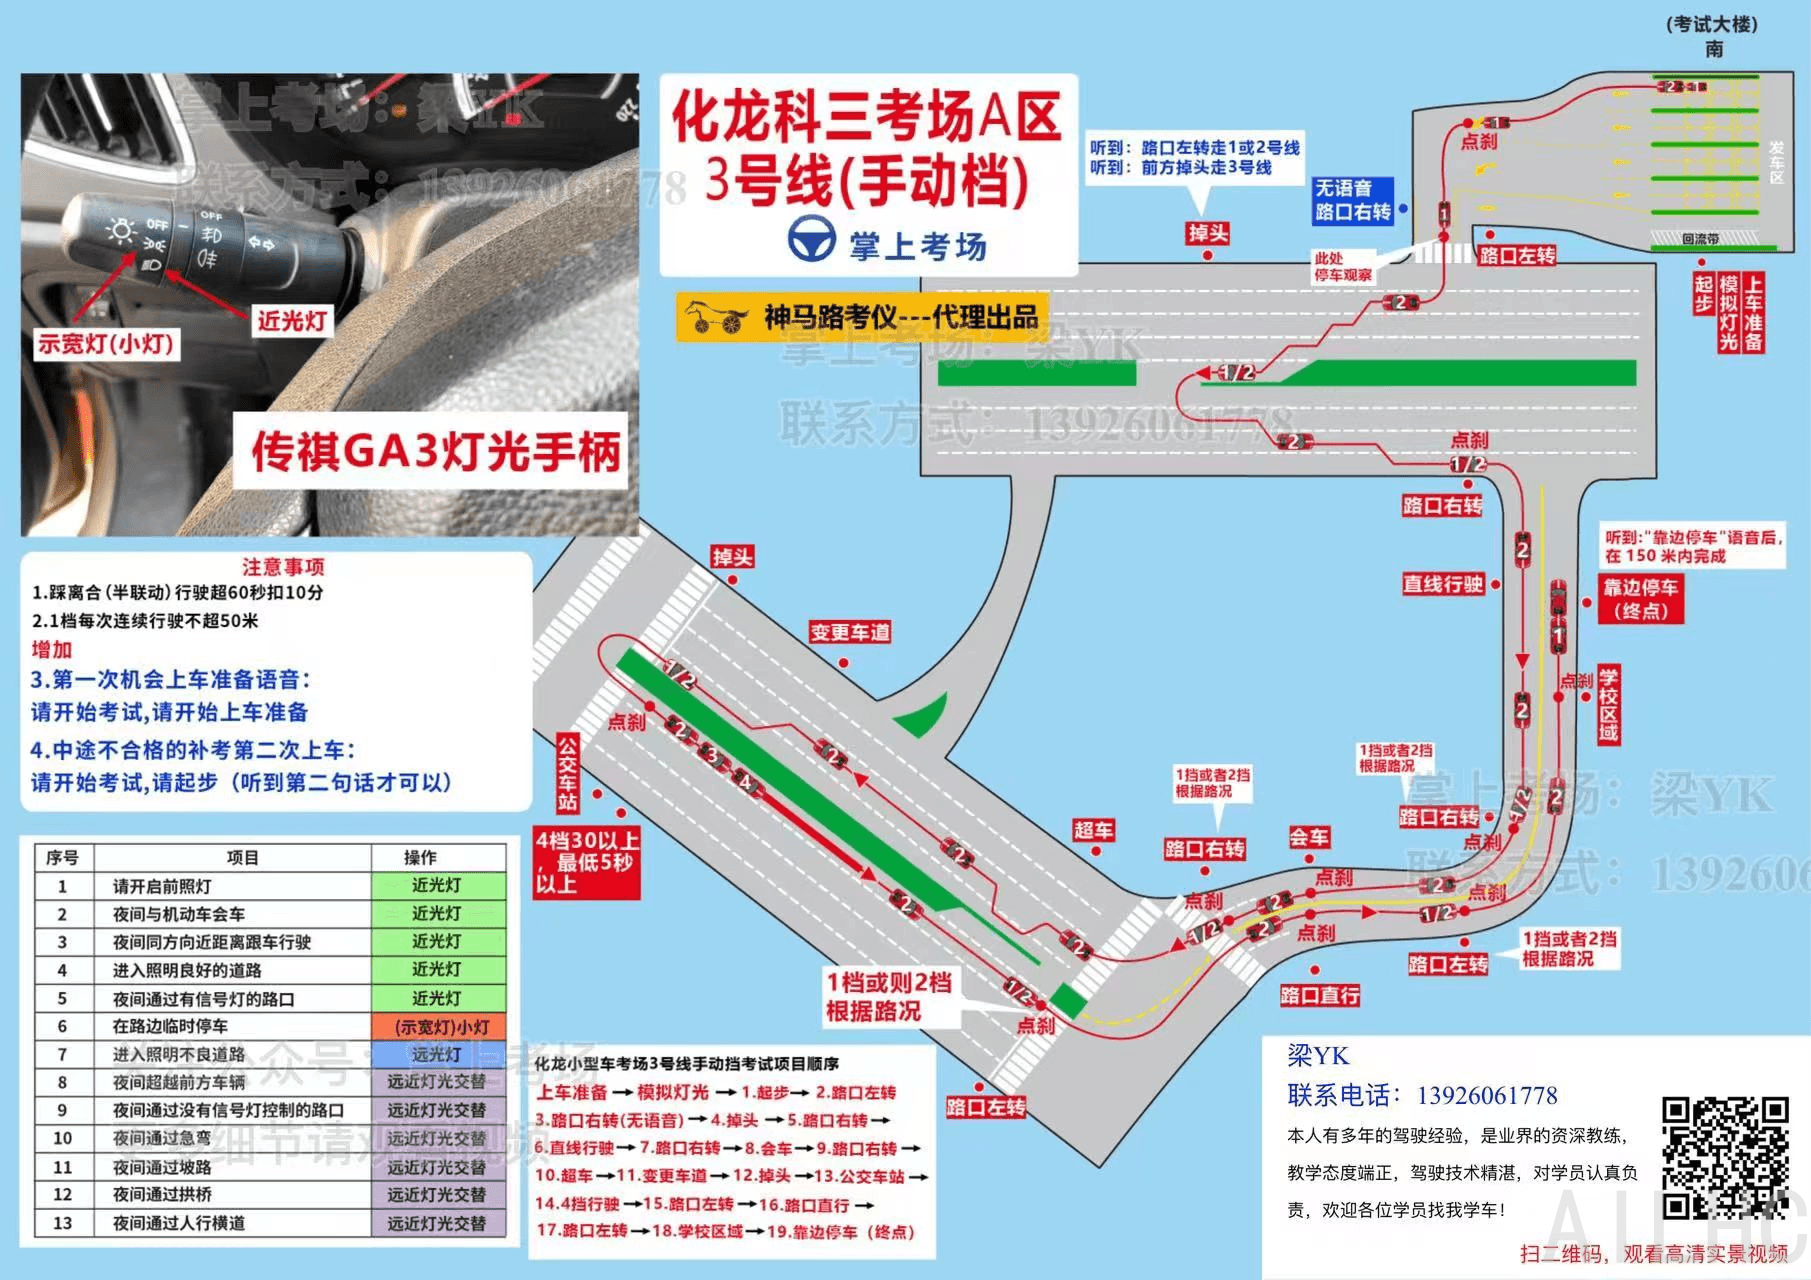 (考试大楼)
南
化龙科三考场A区
3号线(手动档)
掌上考场
神马路考仪---代理出品
OFF
OFF
示宽灯(小灯)
近光灯
传祺GA3灯光手柄
听到：路口左转走1或2号线
听到：前方掉头走3号线
无语音
路口右转
掉头
此处
停车观察
点刹
路口左转
发车区
回流带
起步
模拟灯光
上车准备
2
1
1
1
2
1/2
2
点刹
1/2
路口右转
2
直线行驶
听到:"靠边停车"语音后,
在 150 米内完成
靠边停车
（终点）
1
点刹
学校区域
2
1档或者2挡
根据路况
路口右转
1/2
2
点刹
注意事项
1.踩离合(半联动)行驶超60秒扣10分
2.1档每次连续行驶不超50米
增加
3.第一次机会上车准备语音：
请开始考试,请开始上车准备
4.中途不合格的补考第二次上车：
请开始考试,请起步（听到第二句话才可以）
掉头
变更车道
1/2
点刹
2
3
4
2
公交车站
4档30以上
，最低5秒
以上
2
2
2
超车
1挡或者2挡
根据路况
路口右转
会车
点刹
点刹
1/2
2
2
点刹
2
点刹
1/2
路口左转
1挡或者2挡
根据路况
路口直行
1档或则2档
根据路况
1/2
点刹
路口左转
序号 项目 操作
1 请开启前照灯 近光灯
2 夜间与机动车会车 近光灯
3 夜间同方向近距离跟车行驶 近光灯
4 进入照明良好的道路 近光灯
5 夜间通过有信号灯的路口 近光灯
6 在路边临时停车 (示宽灯)小灯
7 进入照明不良道路 远光灯
8 夜间超越前方车辆 远近灯光交替
9 夜间通过没有信号灯控制的路口 远近灯光交替
10 夜间通过急弯 远近灯光交替
11 夜间通过坡路 远近灯光交替
12 夜间通过拱桥 远近灯光交替
13 夜间通过人行横道 远近灯光交替
化龙小型车考场3号线手动挡考试项目顺序
上车准备→模拟灯光→1.起步→2.路口左转
3.路口右转(无语音)→4.掉头→5.路口右转→
6.直线行驶→7.路口右转→8.会车→9.路口右转→
10.超车→11.变更车道→12.掉头→13.公交车站→
14.4挡行驶→15.路口左转→16.路口直行→
17.路口左转→18.学校区域→19.靠边停车（终点）
梁YK
联系电话：13926061778
本人有多年的驾驶经验，是业界的资深教练，
教学态度端正，驾驶技术精湛，对学员认真负
责，欢迎各位学员找我学车！
扫二维码，观看高清实景视频
掌上考场：梁YK
联系方式：13926061778
掌上考场：梁YK
联系方式：13926061778
掌上考场：梁YK
联系方式：13926061